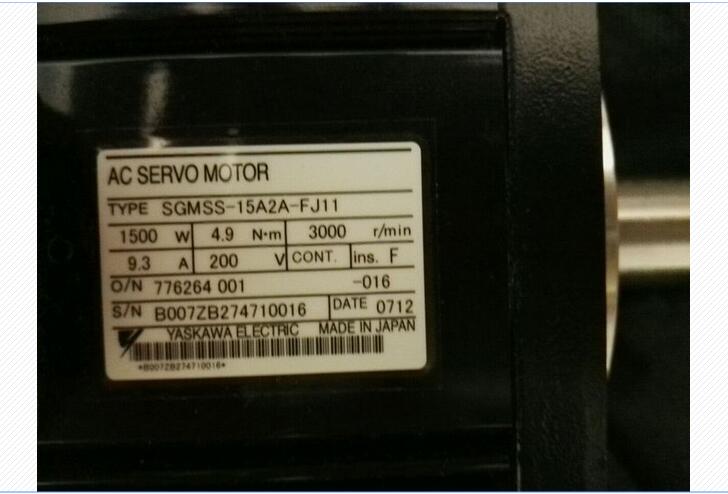 AC SERVO MOTOR
TYPE SGMSS-15A2A-FJ11
1500 W 4.9 N·m 3000 r/min
9.3 A 200 V CONT. ins. F
O/N 776264 001 -016
S/N B007ZB274710016 DATE 0712
YASKAWA ELECTRIC MADE IN JAPAN
*B007ZB274710016*